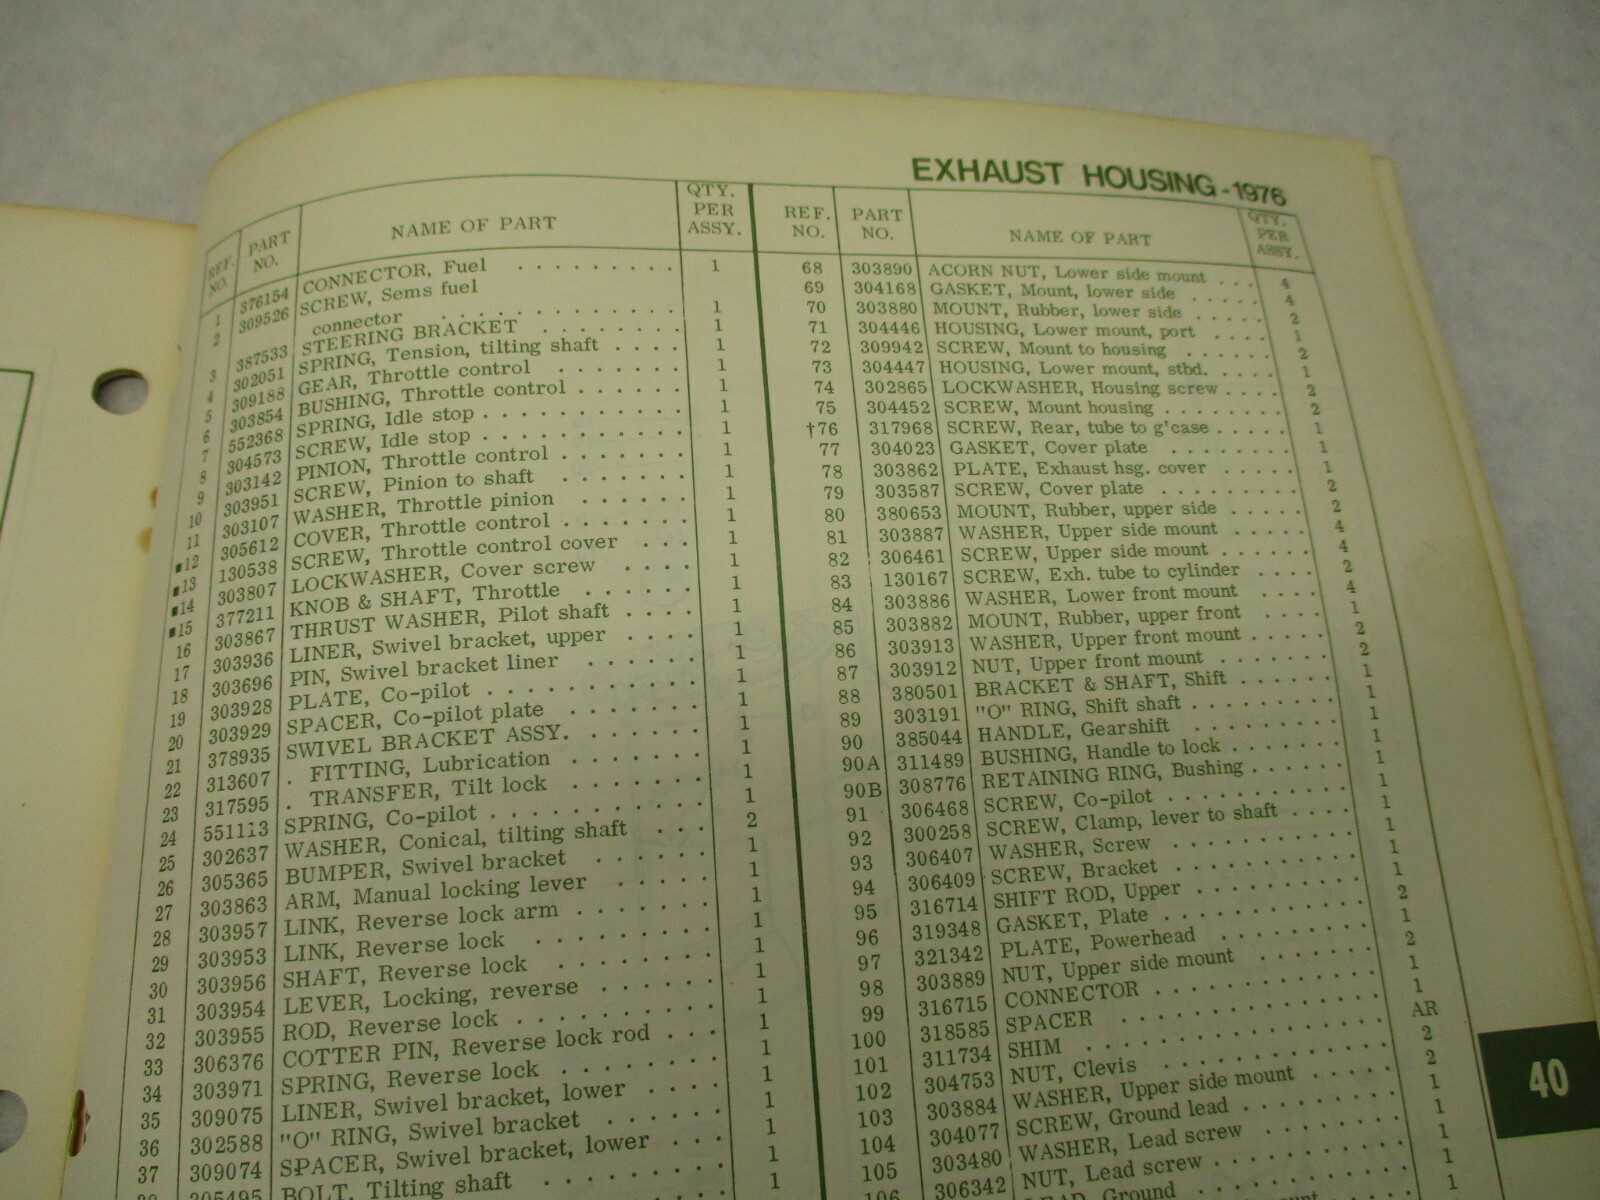 EXHAUST HOUSING-1976
REF. NO. PART NO. NAME OF PART QTY. PER ASSY.
1 376154 CONNECTOR, Fuel . . . . . . . . . 1
2 309526 SCREW, Sems fuel
connector . . . . . . . . . . . . 1
3 387533 STEERING BRACKET . . . . . . . . 1
4 302051 SPRING, Tension, tilting shaft . . . . 1
5 309188 GEAR, Throttle control . . . . . . . 1
6 303854 BUSHING, Throttle control . . . . . . 1
7 552368 SPRING, Idle stop . . . . . . . . . . . 1
8 304573 SCREW, Idle stop . . . . . . . . . . . 1
9 303142 PINION, Throttle control . . . . . . . 1
10 303951 SCREW, Pinion to shaft . . . . . . . 1
11 303107 WASHER, Throttle pinion . . . . . . 1
■12 305612 COVER, Throttle control . . . . . . . 1
■13 130538 SCREW, Throttle control cover . . . 1
■14 303807 LOCKWASHER, Cover screw . . . . 1
■15 377211 KNOB & SHAFT, Throttle . . . . . . 1
16 303867 THRUST WASHER, Pilot shaft . . . . 1
17 303936 LINER, Swivel bracket, upper . . . . 1
18 303696 PIN, Swivel bracket liner . . . . . . 1
19 303928 PLATE, Co-pilot . . . . . . . . . . 1
20 303929 SPACER, Co-pilot plate . . . . . . . 1
21 378935 SWIVEL BRACKET ASSY. . . . . . . 1
22 313607 . FITTING, Lubrication . . . . . . . 1
23 317595 . TRANSFER, Tilt lock . . . . . . . 1
24 551113 SPRING, Co-pilot . . . . . . . . . . 1
25 302637 WASHER, Conical, tilting shaft . . . 2
26 305365 BUMPER, Swivel bracket . . . . . . 1
27 303863 ARM, Manual locking lever . . . . . 1
28 303957 LINK, Reverse lock arm . . . . . . . 1
29 303953 LINK, Reverse lock . . . . . . . . 1
30 303956 SHAFT, Reverse lock . . . . . . . 1
31 303954 LEVER, Locking, reverse . . . . . . 1
32 303955 ROD, Reverse lock . . . . . . . . . 1
33 306376 COTTER PIN, Reverse lock rod . . . 1
34 303971 SPRING, Reverse lock . . . . . . . 1
35 309075 LINER, Swivel bracket, lower . . . . 1
36 302588 "O" RING, Swivel bracket . . . . . . 1
37 309074 SPACER, Swivel bracket, lower . . . 1
38 305495 BOLT, Tilting shaft . . . . . . . . 1
REF. NO. PART NO. NAME OF PART QTY. PER ASSY.
68 303890 ACORN NUT, Lower side mount . . . 4
69 304168 GASKET, Mount, lower side . . . . . 4
70 303880 MOUNT, Rubber, lower side . . . . . 2
71 304446 HOUSING, Lower mount, port . . . . 1
72 309942 SCREW, Mount to housing . . . . . . 2
73 304447 HOUSING, Lower mount, stbd. . . . . 1
74 302865 LOCKWASHER, Housing screw . . . . 2
75 304452 SCREW, Mount housing . . . . . . . . 2
†76 317968 SCREW, Rear, tube to g'case . . . . . 1
77 304023 GASKET, Cover plate . . . . . . . . 1
78 303862 PLATE, Exhaust hsg. cover . . . . . 1
79 303587 SCREW, Cover plate . . . . . . . . . 2
80 380653 MOUNT, Rubber, upper side . . . . . 2
81 303887 WASHER, Upper side mount . . . . . 4
82 306461 SCREW, Upper side mount . . . . . . 4
83 130167 SCREW, Exh. tube to cylinder . . . . 2
84 303886 WASHER, Lower front mount . . . . 4
85 303882 MOUNT, Rubber, upper front . . . . 1
86 303913 WASHER, Upper front mount . . . . . 2
87 303912 NUT, Upper front mount . . . . . . . 2
88 380501 BRACKET & SHAFT, Shift . . . . . . 1
89 303191 "O" RING, Shift shaft . . . . . . . . . 1
90 385044 HANDLE, Gearshift . . . . . . . . 1
90A 311489 BUSHING, Handle to lock . . . . . . . 1
90B 308776 RETAINING RING, Bushing . . . . . . 1
91 306468 SCREW, Co-pilot . . . . . . . . . . . 1
92 300258 SCREW, Clamp, lever to shaft . . . . 1
93 306407 WASHER, Screw . . . . . . . . . . 1
94 306409 SCREW, Bracket . . . . . . . . . . . 1
95 316714 SHIFT ROD, Upper . . . . . . . . . . 1
96 319348 GASKET, Plate . . . . . . . . . . . . 2
97 321342 PLATE, Powerhead . . . . . . . . . 1
98 303889 NUT, Upper side mount . . . . . . . 2
99 316715 CONNECTOR . . . . . . . . . . . . . 1
100 318585 SPACER . . . . . . . . . . . . . . 1
101 311734 SHIM . . . . . . . . . . . . . . . . AR
102 304753 NUT, Clevis . . . . . . . . . . . . 2
103 303884 WASHER, Upper side mount . . . . . 2
104 304077 SCREW, Ground lead . . . . . . . . . 1
105 303480 WASHER, Lead screw . . . . . . . . 1
106 306342 NUT, Lead screw . . . . . . . . . . 1
LEAD, Ground . . . . . . . . . . 1
mount
40